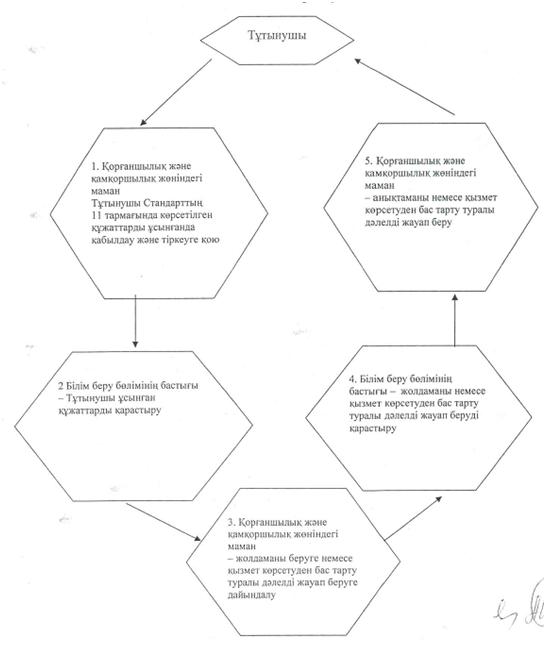 Тұтынушы
1. Қорғаншылық және
қамқоршылық жөніндегі
маман
Тұтынушы Стандарттың
11 тармағында көрсетілген
құжаттарды ұсынғанда
қабылдау және тіркеуге қою
2 Білім беру бөлімінің бастығы
– Тұтынушы ұсынған
құжаттарды қарастыру
3. Қорғаншылық және
қамқоршылық жөніндегі
маман
– жолдаманы беруге немесе
қызмет көрсетуден бас тарту
туралы дәлелді жауап беруге
дайындалу
4. Білім беру бөлімінің
бастығы – жолдаманы немесе
қызмет көрсетуден бас тарту
туралы дәлелді жауап беруді
қарастыру
5. Қорғаншылық және
қамқоршылық жөніндегі
маман
– анықтаманы немесе қызмет
көрсетуден бас тарту туралы
дәлелді жауап беру